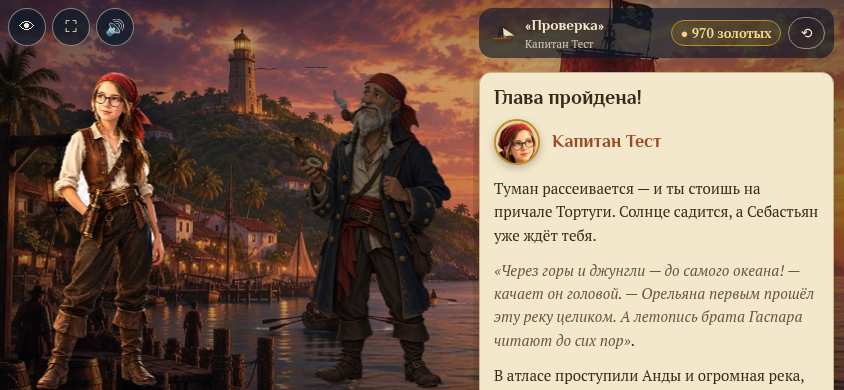 «Проверка»
Капитан Тест
● 970 золотых
Глава пройдена!
Капитан Тест
Туман рассеивается — и ты стоишь на
причале Тортуги. Солнце садится, а Себастьян
уже ждёт тебя.
«Через горы и джунгли — до самого океана! —
качает он головой. — Орельяна первым прошёл
эту реку целиком. А летопись брата Гаспара
читают до сих пор».
В атласе проступили Анды и огромная река,